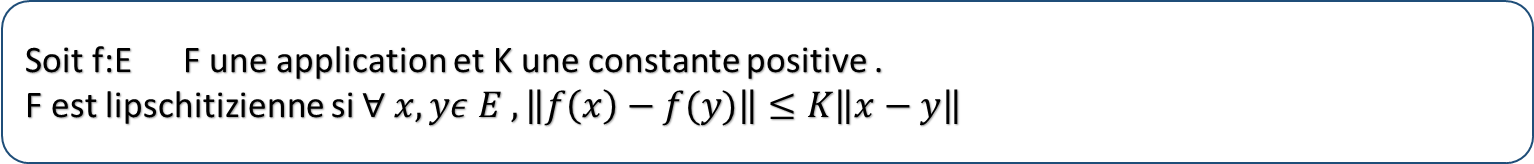 Soit f:E F une application et K une constante positive .
F est lipschitizienne si ∀ x, yϵ E , ‖f(x) − f(y)‖ ≤ K‖x − y‖